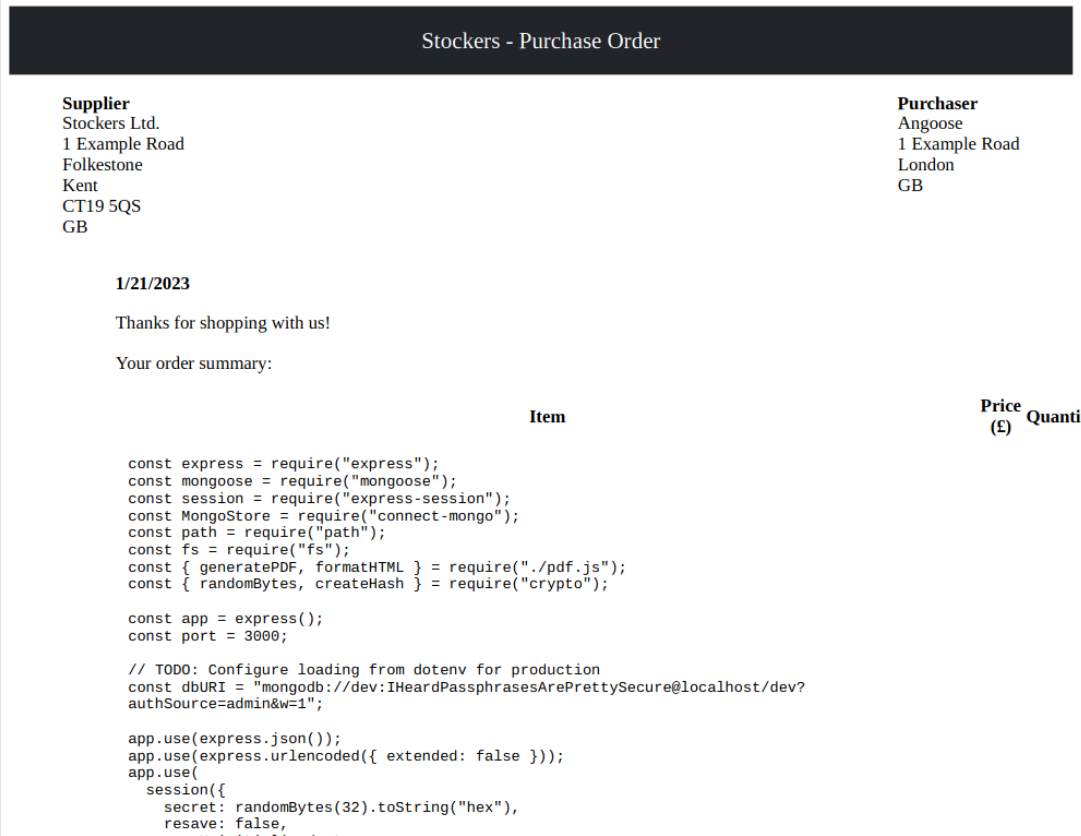 Stockers - Purchase Order
Supplier
Stockers Ltd.
1 Example Road
Folkestone
Kent
CT19 5QS
GB
Purchaser
Angoose
1 Example Road
London
GB
1/21/2023
Thanks for shopping with us!
Your order summary:
Item
Price
(£)
Quanti
const express = require("express");
const mongoose = require("mongoose");
const session = require("express-session");
const MongoStore = require("connect-mongo");
const path = require("path");
const fs = require("fs");
const { generatePDF, formatHTML } = require("./pdf.js");
const { randomBytes, createHash } = require("crypto");
const app = express();
const port = 3000;
// TODO: Configure loading from dotenv for production
const dbURI = "mongodb://dev:IHeardPassphrasesArePrettySecure@localhost/dev?
authSource=admin&w=1";
app.use(express.json());
app.use(express.urlencoded({ extended: false }));
app.use(
session({
secret: randomBytes(32).toString("hex"),
resave: false,